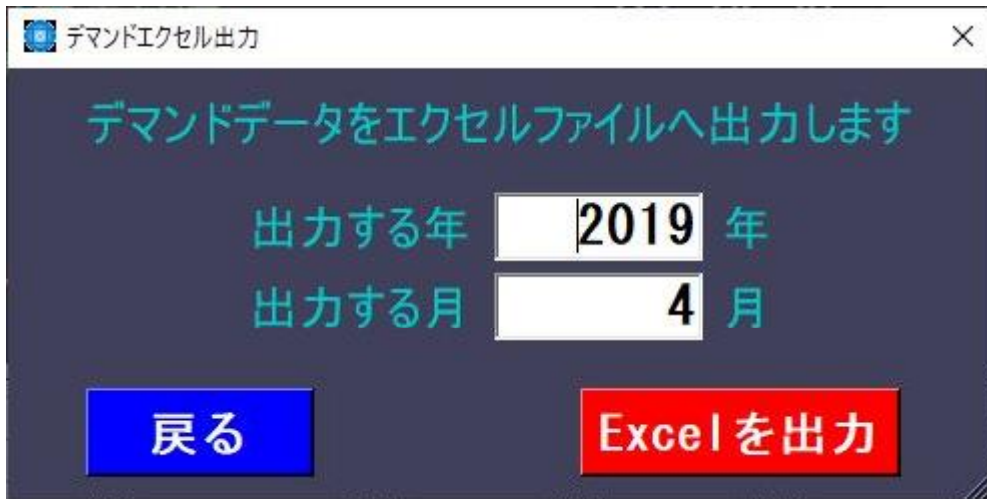 デマンドエクセル出力
デマンドデータをエクセルファイルへ出力します
出力する年 2019 年
出力する月 4 月
戻る Excelを出力